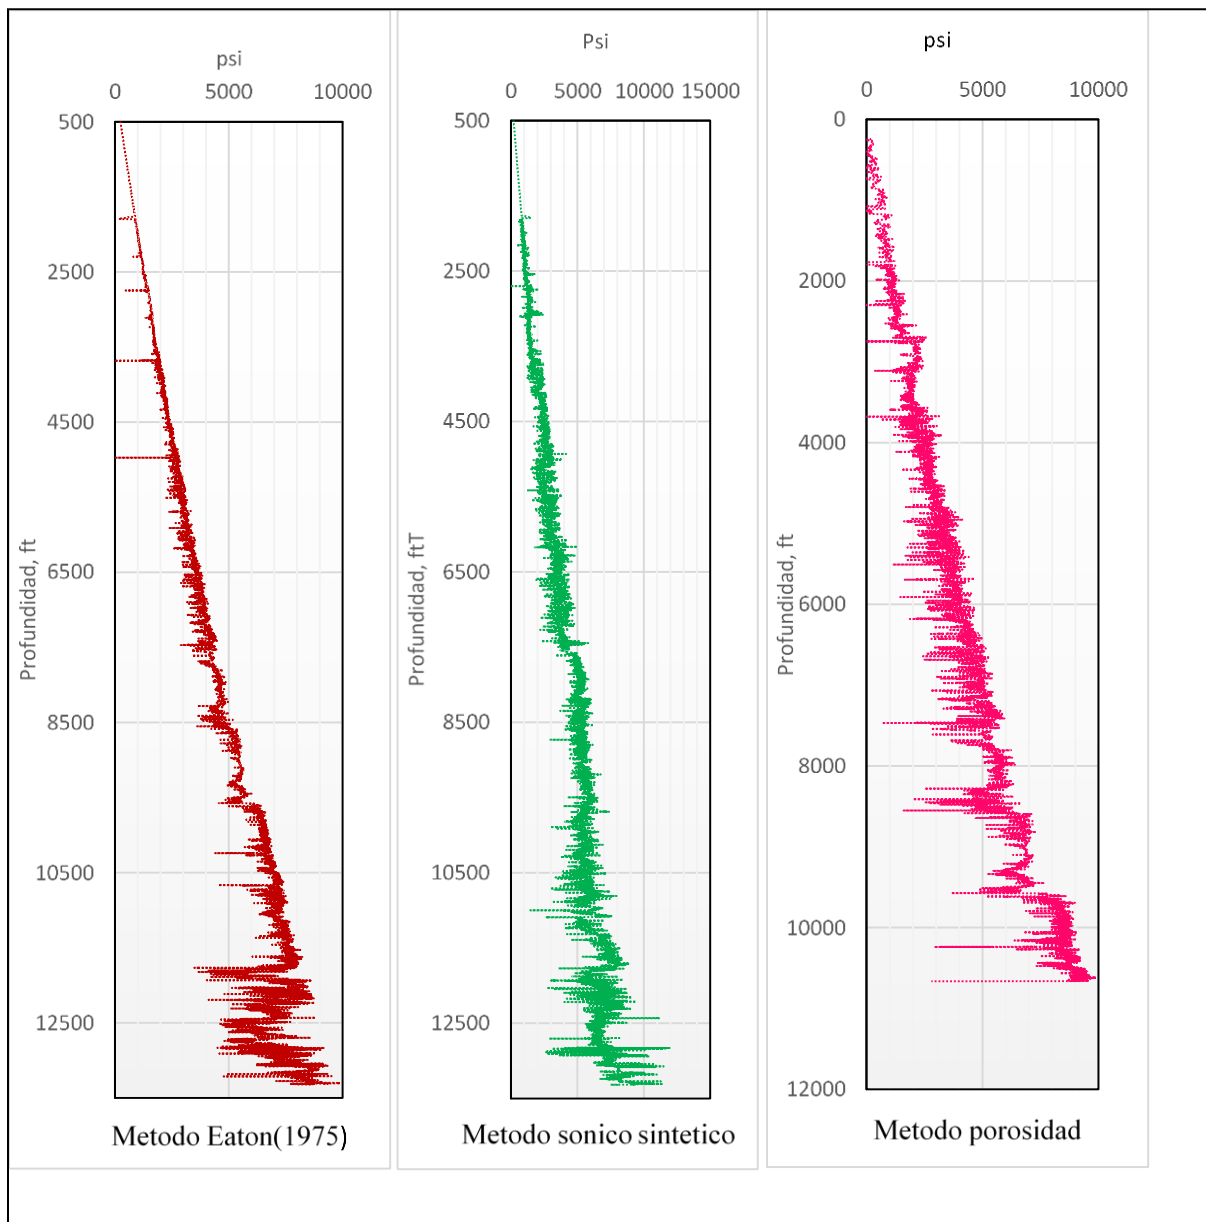 psi
0 5000 10000
500
2500
4500
6500
8500
10500
12500
Profundidad, ft
Metodo Eaton(1975)
Psi
0 5000 10000 15000
500
2500
4500
6500
8500
10500
12500
Profundidad, ftT
Metodo sonico sintetico
psi
0 5000 10000
0
2000
4000
6000
8000
10000
12000
Profundidad, ft
Metodo porosidad